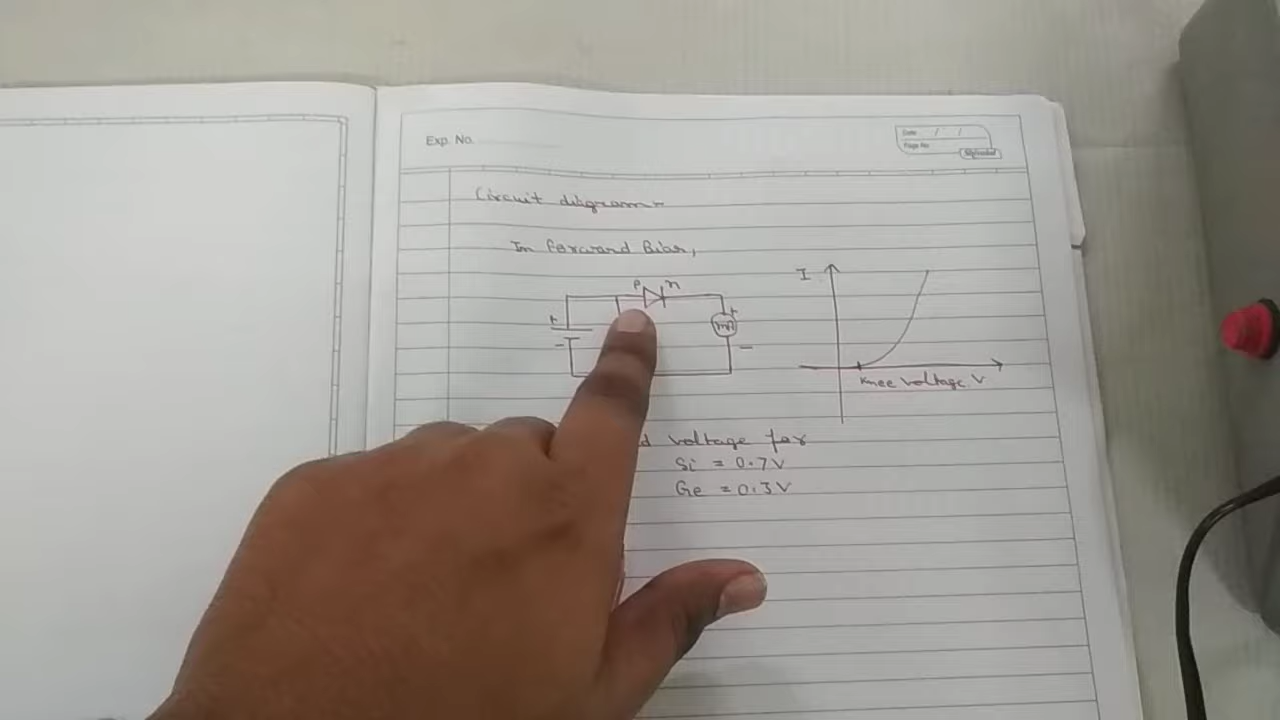 Exp. No.
Date / /
Page No.
Circuit diagram:-
In forward Bias,
P n
+ +
mA
- -
I
Knee voltage V
d voltage for
Si = 0.7V
Ge = 0.3V